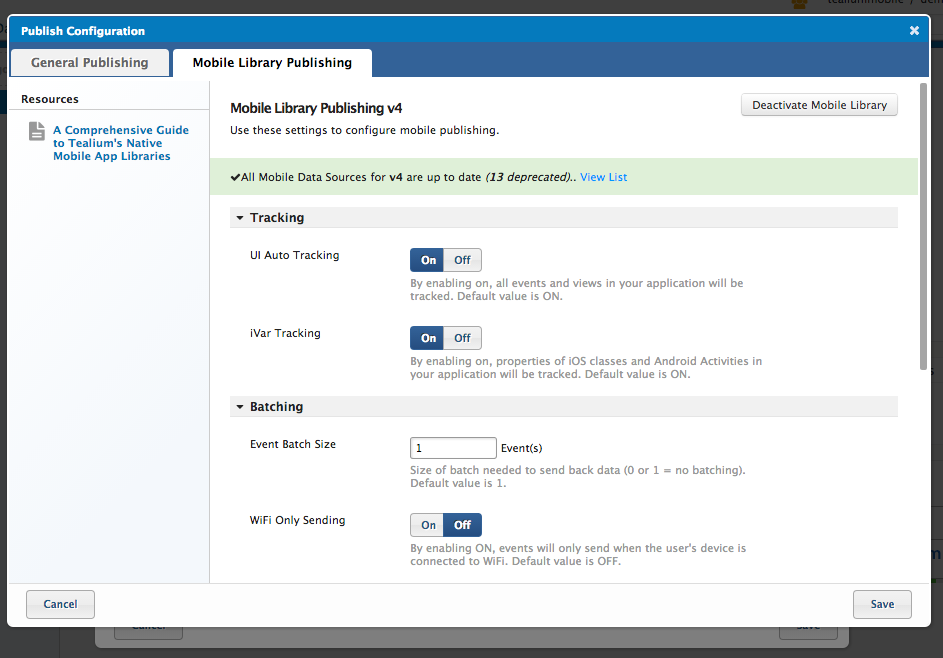 Publish Configuration
General Publishing
Mobile Library Publishing
Resources
A Comprehensive Guide
to Tealium's Native
Mobile App Libraries
Mobile Library Publishing v4
Deactivate Mobile Library
Use these settings to configure mobile publishing.
✔All Mobile Data Sources for v4 are up to date (13 deprecated).. View List
Tracking
UI Auto Tracking
On Off
By enabling on, all events and views in your application will be
tracked. Default value is ON.
iVar Tracking
On Off
By enabling on, properties of iOS classes and Android Activities in
your application will be tracked. Default value is ON.
Batching
Event Batch Size
1 Event(s)
Size of batch needed to send back data (0 or 1 = no batching).
Default value is 1.
WiFi Only Sending
On Off
By enabling ON, events will only send when the user's device is
connected to WiFi. Default value is OFF.
Cancel
Save
Cancel
Save